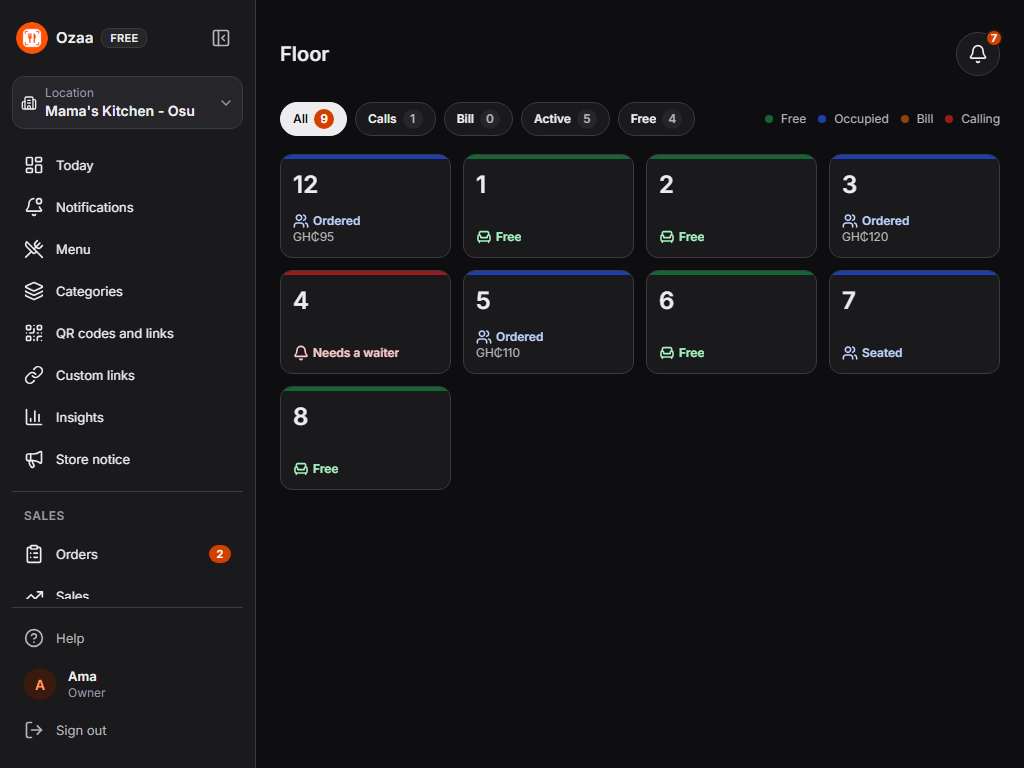 Ozaa FREE
Location
Mama's Kitchen - Osu
Today
Notifications
Menu
Categories
QR codes and links
Custom links
Insights
Store notice
SALES
Orders 2
Sales
Help
A
Ama
Owner
Sign out
Floor
7
All 9 Calls 1 Bill 0 Active 5 Free 4
Free Occupied Bill Calling
12
Ordered
GH₵95
1
Free
2
Free
3
Ordered
GH₵120
4
Needs a waiter
5
Ordered
GH₵110
6
Free
7
Seated
8
Free